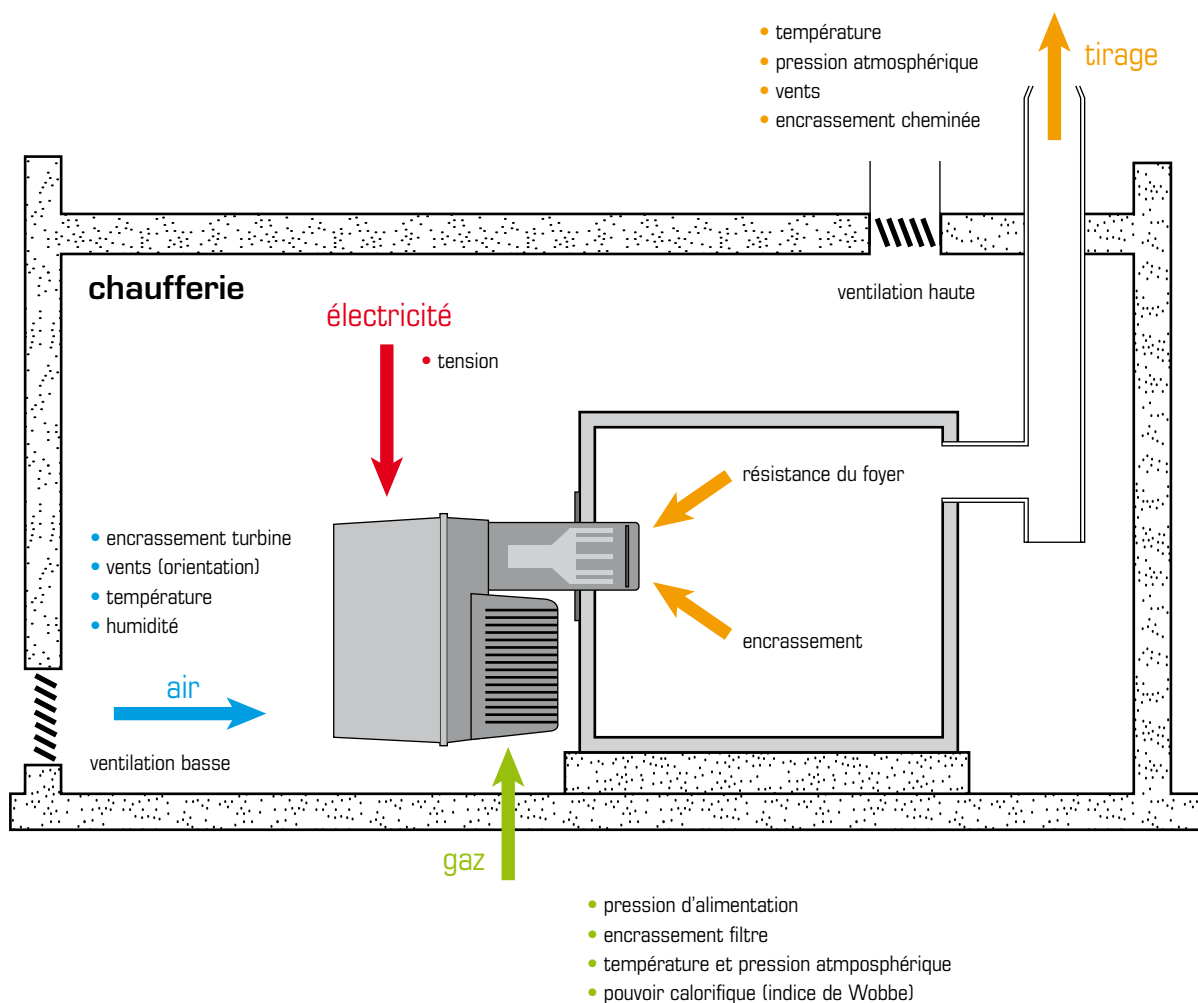 • température
• pression atmosphérique
• vents
• encrassement cheminée
tirage
chaufferie
ventilation haute
électricité
• tension
résistance du foyer
• encrassement turbine
• vents (orientation)
• température
• humidité
encrassement
air
ventilation basse
gaz
• pression d'alimentation
• encrassement filtre
• température et pression atmposphérique
• pouvoir calorifique (indice de Wobbe)